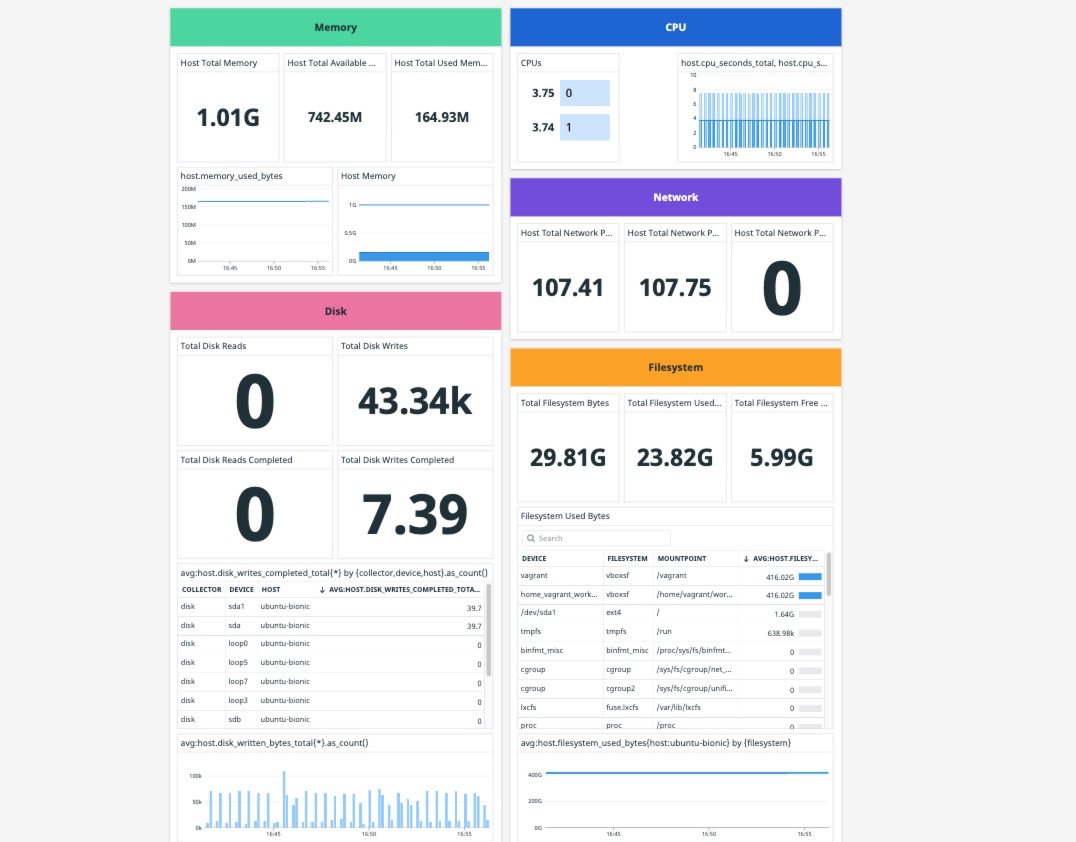 Memory
Host Total Memory
Host Total Available ...
Host Total Used Mem...
1.01G
742.45M
164.93M
host.memory_used_bytes
200M
150M
100M
50M
0M
16:45
16:50
16:55
Host Memory
1G
0.5G
0G
16:45
16:50
16:55
Disk
Total Disk Reads
Total Disk Writes
0
43.34k
Total Disk Reads Completed
Total Disk Writes Completed
0
7.39
avg:host.disk_writes_completed_total{*} by {collector,device,host}.as_count()
COLLECTOR DEVICE HOST ↓ AVG:HOST.DISK_WRITES_COMPLETED_TOTA...
disk sda1 ubuntu-bionic 39.7
disk sda ubuntu-bionic 39.7
disk loop0 ubuntu-bionic 0
disk loop5 ubuntu-bionic 0
disk loop7 ubuntu-bionic 0
disk loop3 ubuntu-bionic 0
disk sdb ubuntu-bionic 0
avg:host.disk_written_bytes_total{*}.as_count()
100k
50k
0k
16:45
16:50
16:55
CPU
CPUs
3.75 0
3.74 1
host.cpu_seconds_total, host.cpu_s...
10
8
6
4
2
0
16:45
16:50
16:55
Network
Host Total Network P...
Host Total Network P...
Host Total Network P...
107.41
107.75
0
Filesystem
Total Filesystem Bytes
Total Filesystem Used...
Total Filesystem Free ...
29.81G
23.82G
5.99G
Filesystem Used Bytes
Search
DEVICE FILESYSTEM MOUNTPOINT ↓ AVG:HOST.FILESY...
vagrant vboxsf /vagrant 416.02G
home_vagrant_work... vboxsf /home/vagrant/wor... 416.02G
/dev/sda1 ext4 / 1.64G
tmpfs tmpfs /run 638.98k
binfmt_misc binfmt_misc /proc/sys/fs/binfmt... 0
cgroup cgroup /sys/fs/cgroup/net_... 0
cgroup cgroup2 /sys/fs/cgroup/unifi... 0
lxcfs fuse.lxcfs /var/lib/lxcfs 0
proc proc /proc 0
avg:host.filesystem_used_bytes{host:ubuntu-bionic} by {filesystem}
400G
200G
0G
16:45
16:50
16:55